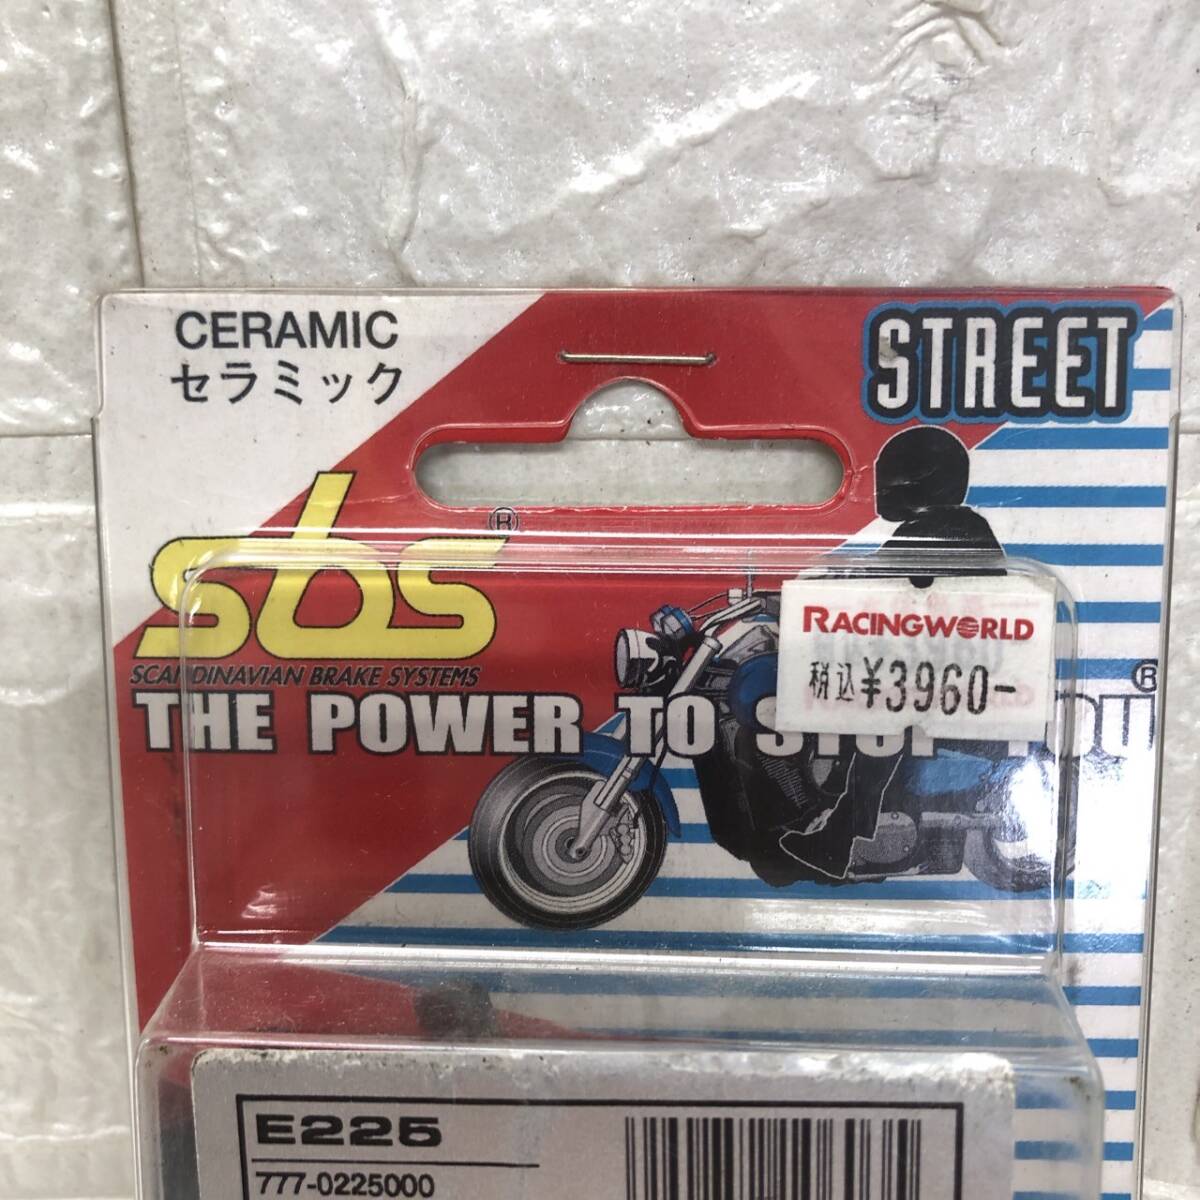 CERAMIC
セラミック
STREET
sbs®
SCANDINAVIAN BRAKE SYSTEMS
THE POWER TO STOP YOU®
RACINGWORLD
税込¥3960-
E225
777-0225000